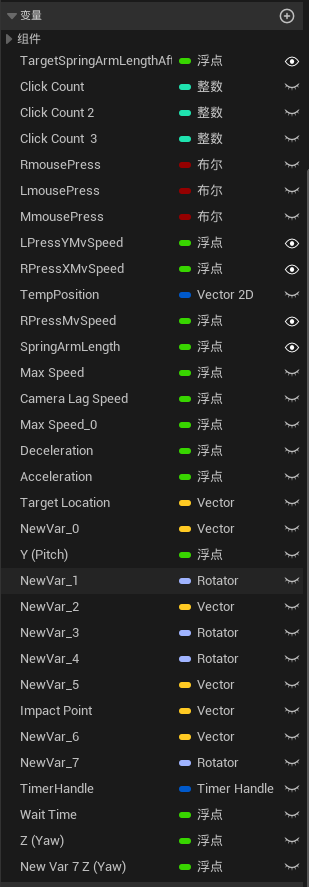 变量
组件
TargetSpringArmLengthAft 浮点
Click Count 整数
Click Count 2 整数
Click Count 3 整数
RmousePress 布尔
LmousePress 布尔
MmousePress 布尔
LPressYMvSpeed 浮点
RPressXMvSpeed 浮点
TempPosition Vector 2D
RPressMvSpeed 浮点
SpringArmLength 浮点
Max Speed 浮点
Camera Lag Speed 浮点
Max Speed_0 浮点
Deceleration 浮点
Acceleration 浮点
Target Location Vector
NewVar_0 Vector
Y (Pitch) 浮点
NewVar_1 Rotator
NewVar_2 Vector
NewVar_3 Rotator
NewVar_4 Rotator
NewVar_5 Vector
Impact Point Vector
NewVar_6 Vector
NewVar_7 Rotator
TimerHandle Timer Handle
Wait Time 浮点
Z (Yaw) 浮点
New Var 7 Z (Yaw) 浮点